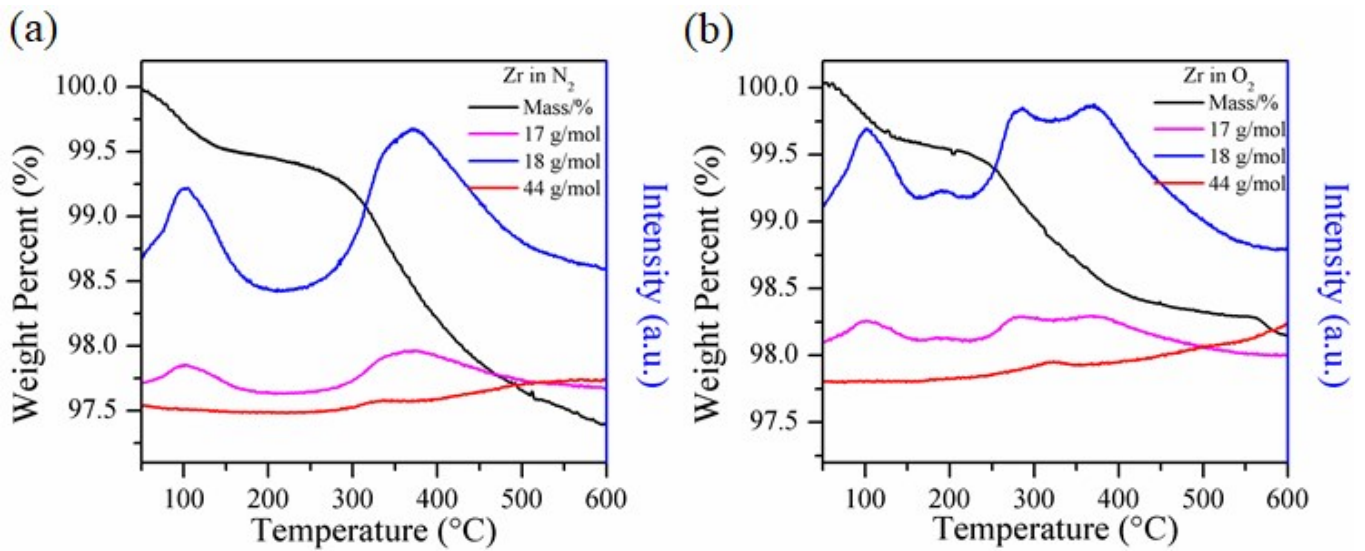 (a)
Zr in N2
Mass/%
17 g/mol
18 g/mol
44 g/mol
Weight Percent (%)
100.0
99.5
99.0
98.5
98.0
97.5
100
200
300
400
500
600
Temperature (°C)
Intensity (a.u.)
(b)
Zr in O2
Mass/%
17 g/mol
18 g/mol
44 g/mol
Weight Percent (%)
100.0
99.5
99.0
98.5
98.0
97.5
100
200
300
400
500
600
Temperature (°C)
Intensity (a.u.)